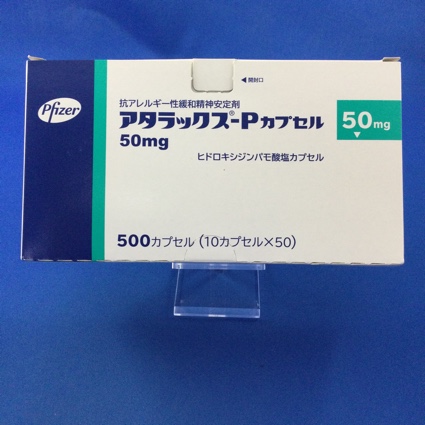 ◀開封口
Pfizer
抗アレルギー性緩和精神安定剤
アタラックス®-Pカプセル
50mg
50mg
ヒドロキシジンパモ酸塩カプセル
500カプセル（10カプセル×50）